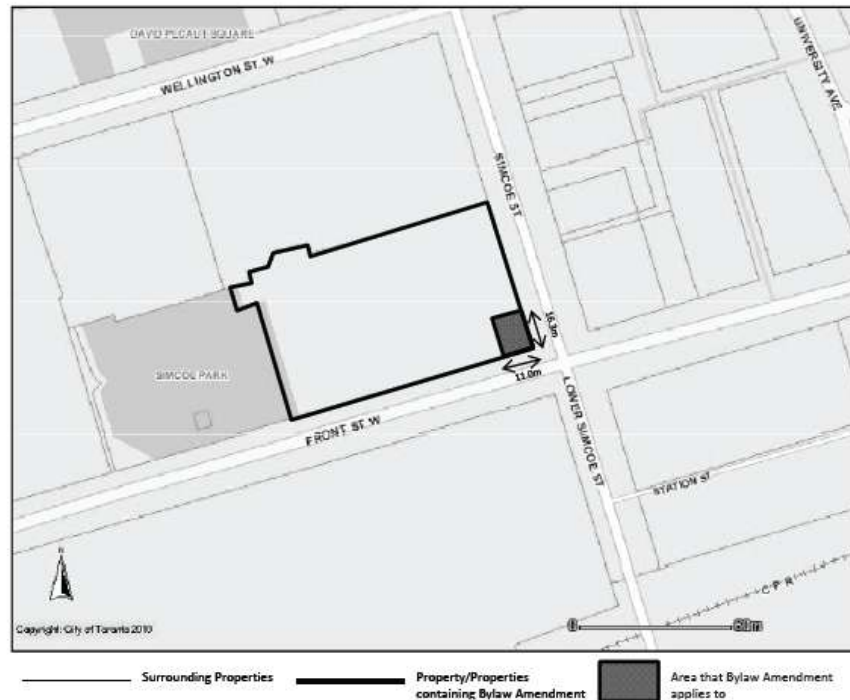 DAVID PECAUT SQUARE
WELLINGTON ST. W
UNIVERSITY AVE
SIMCOE ST
16.3m
11.0m
SIMCOE PARK
FRONT ST. W
LOWER SIMCOE ST
STATION ST
C P R
N
Copyright: City of Toronto 2019
0
Surrounding Properties
Property/Properties
containing Bylaw Amendment
Area that Bylaw Amendment
applies to